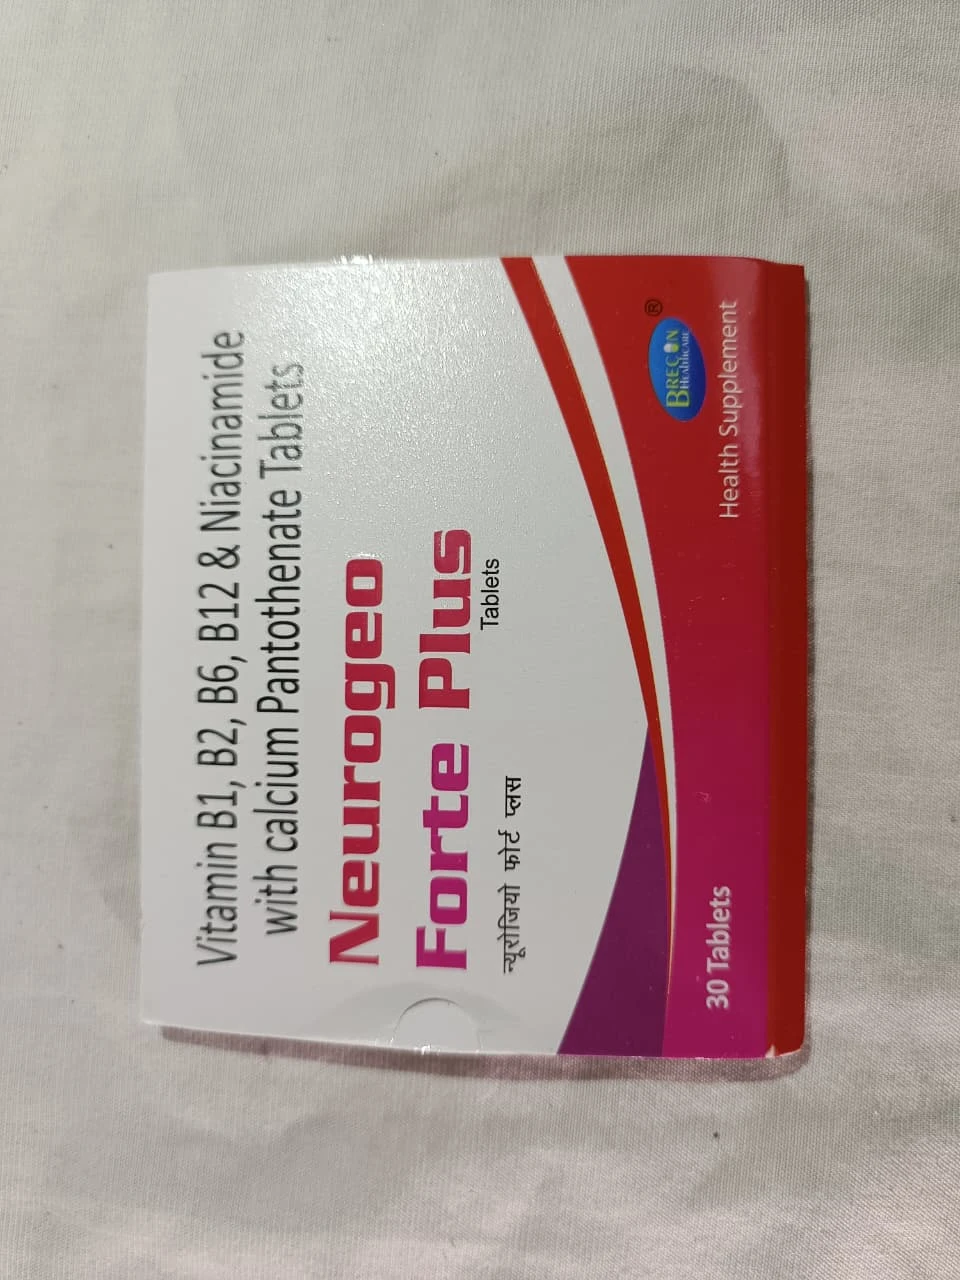 Vitamin B1, B2, B6, B12 & Niacinamide
with calcium Pantothenate Tablets
Neurogeo
Forte Plus
Tablets
न्यूरोजियो फोर्ट प्लस
BRECON
HEALTHCARE
®
30 Tablets
Health Supplement